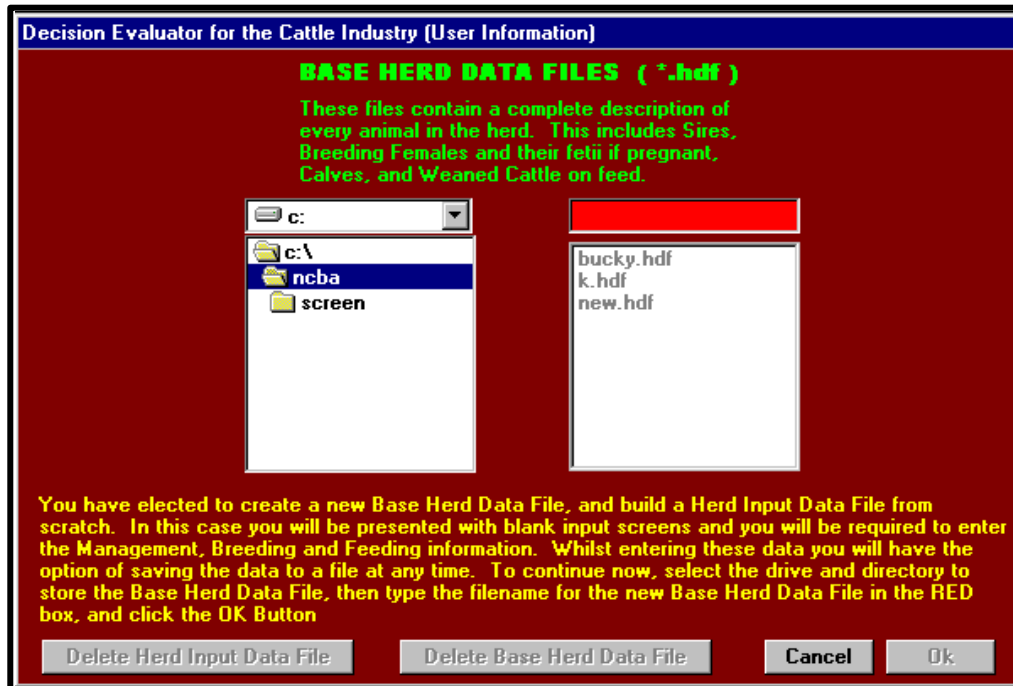 Decision Evaluator for the Cattle Industry (User Information)
BASE HERD DATA FILES ( *.hdf )
These files contain a complete description of
every animal in the herd. This includes Sires,
Breeding Females and their fetii if pregnant,
Calves, and Weaned Cattle on feed.
c:
c:\
ncba
screen
bucky.hdf
k.hdf
new.hdf
You have elected to create a new Base Herd Data File, and build a Herd Input Data File from
scratch. In this case you will be presented with blank input screens and you will be required to enter
the Management, Breeding and Feeding information. Whilst entering these data you will have the
option of saving the data to a file at any time. To continue now, select the drive and directory to
store the Base Herd Data File, then type the filename for the new Base Herd Data File in the RED
box, and click the OK Button
Delete Herd Input Data File
Delete Base Herd Data File
Cancel
Ok